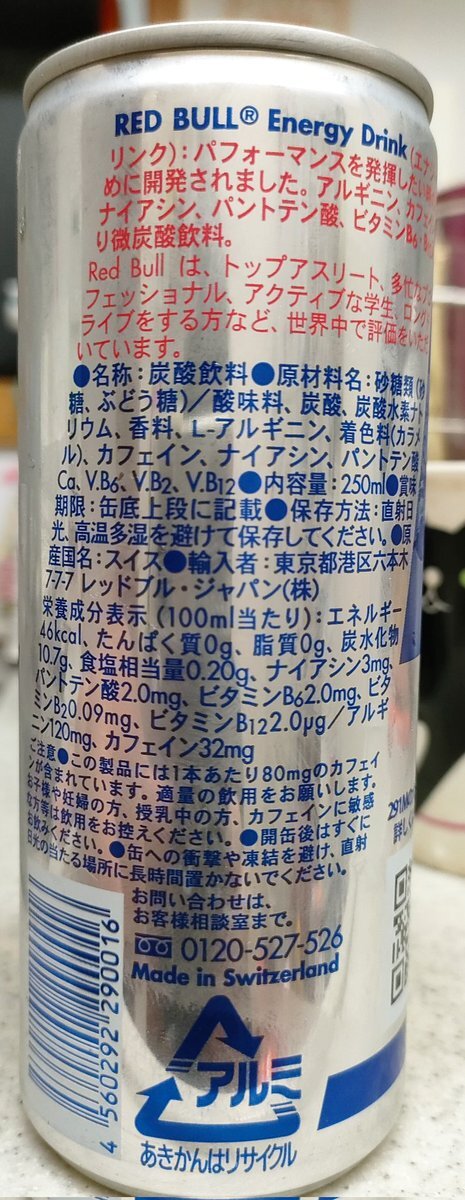 RED BULL® Energy Drink (エナジ
リンク):パフォーマンスを発揮したい
めに開発されました。アルギニン、カフェイ
ナイアシン、パントテン酸、ビタミンB6・B
り微炭酸飲料。
Red Bull は、トップアスリート、多忙なプ
フェッショナル、アクティブな学生、ロング
ライブをする方など、世界中で評価をいただ
いています。
●名称:炭酸飲料●原材料名:砂糖類(砂
糖、ぶどう糖)/酸味料、炭酸、炭酸水素ナト
リウム、香料、L-アルギニン、着色料(カラメ
ル)、カフェイン、ナイアシン、パントテン酸
Ca、V.B6、V.B2、V.B12●内容量:250ml●賞味
期限:缶底上段に記載●保存方法:直射日
光、高温多湿を避けて保存してください。●原
産国名:スイス●輸入者:東京都港区六本木
7-7-7 レッドブル・ジャパン(株)
栄養成分表示(100ml当たり):エネルギー
46kcal、たんぱく質0g、脂質0g、炭水化物
10.7g、食塩相当量0.20g、ナイアシン3mg、
パントテン酸2.0mg、ビタミンB62.0mg、ビタ
ミンB20.09mg、ビタミンB122.0μg/アルギ
ニン120mg、カフェイン32mg
ご注意●この製品には1本あたり80mgのカフェイ
ンが含まれています。適量の飲用をお願いします。
お子様や妊婦の方、授乳中の方、カフェインに敏感
な方等は飲用をお控えください。●開缶後はすぐに
お飲みください。●缶への衝撃や凍結を避け、直射
日光の当たる場所に長時間置かないでください。
お問い合わせは、
お客様相談室まで。
0120-527-526
Made in Switzerland
4 560292 290016
アルミ
あきかんはリサイクル